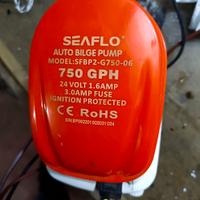 SEAFLO®
AUTO BILGE PUMP
MODEL:SFBP2-G750-06
750 GPH
24 VOLT 1.6AMP
3.0AMP FUSE
IGNITION PROTECTED
CE RoHS